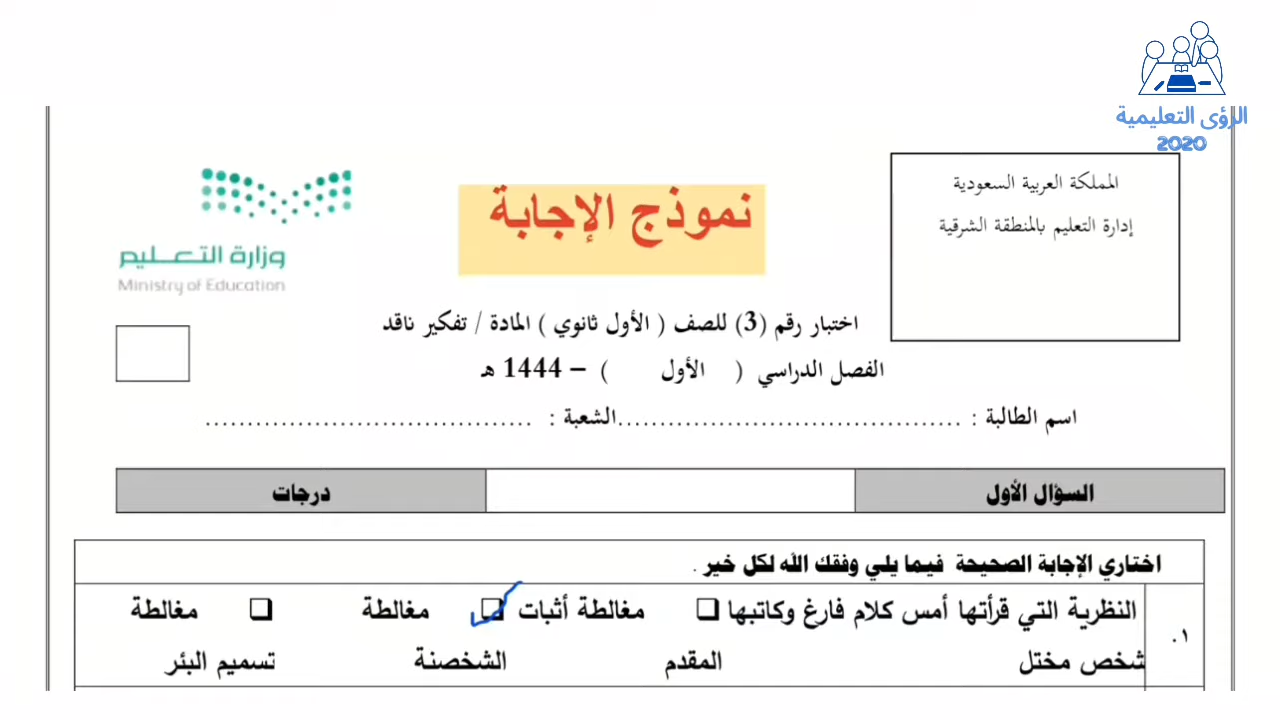 الرؤى التعليمية
2020
المملكة العربية السعودية
إدارة التعليم بالمنطقة الشرقية
نموذج الإجابة
وزارة التعـــليم
Ministry of Education
اختبار رقم (3) للصف ( الأول ثانوي ) المادة / تفكير ناقد
الفصل الدراسي ( الأول ) – 1444 هـ
اسم الطالبة : .........................................الشعبة : .......................................
السؤال الأول درجات
اختاري الإجابة الصحيحة فيما يلي وفقك الله لكل خير .
١. النظرية التي قرأتها أمس كلام فارغ وكاتبها ❑ مغالطة أثبات ❑ مغالطة ❑ مغالطة
شخص مختل المقدم الشخصنة تسميم البئر